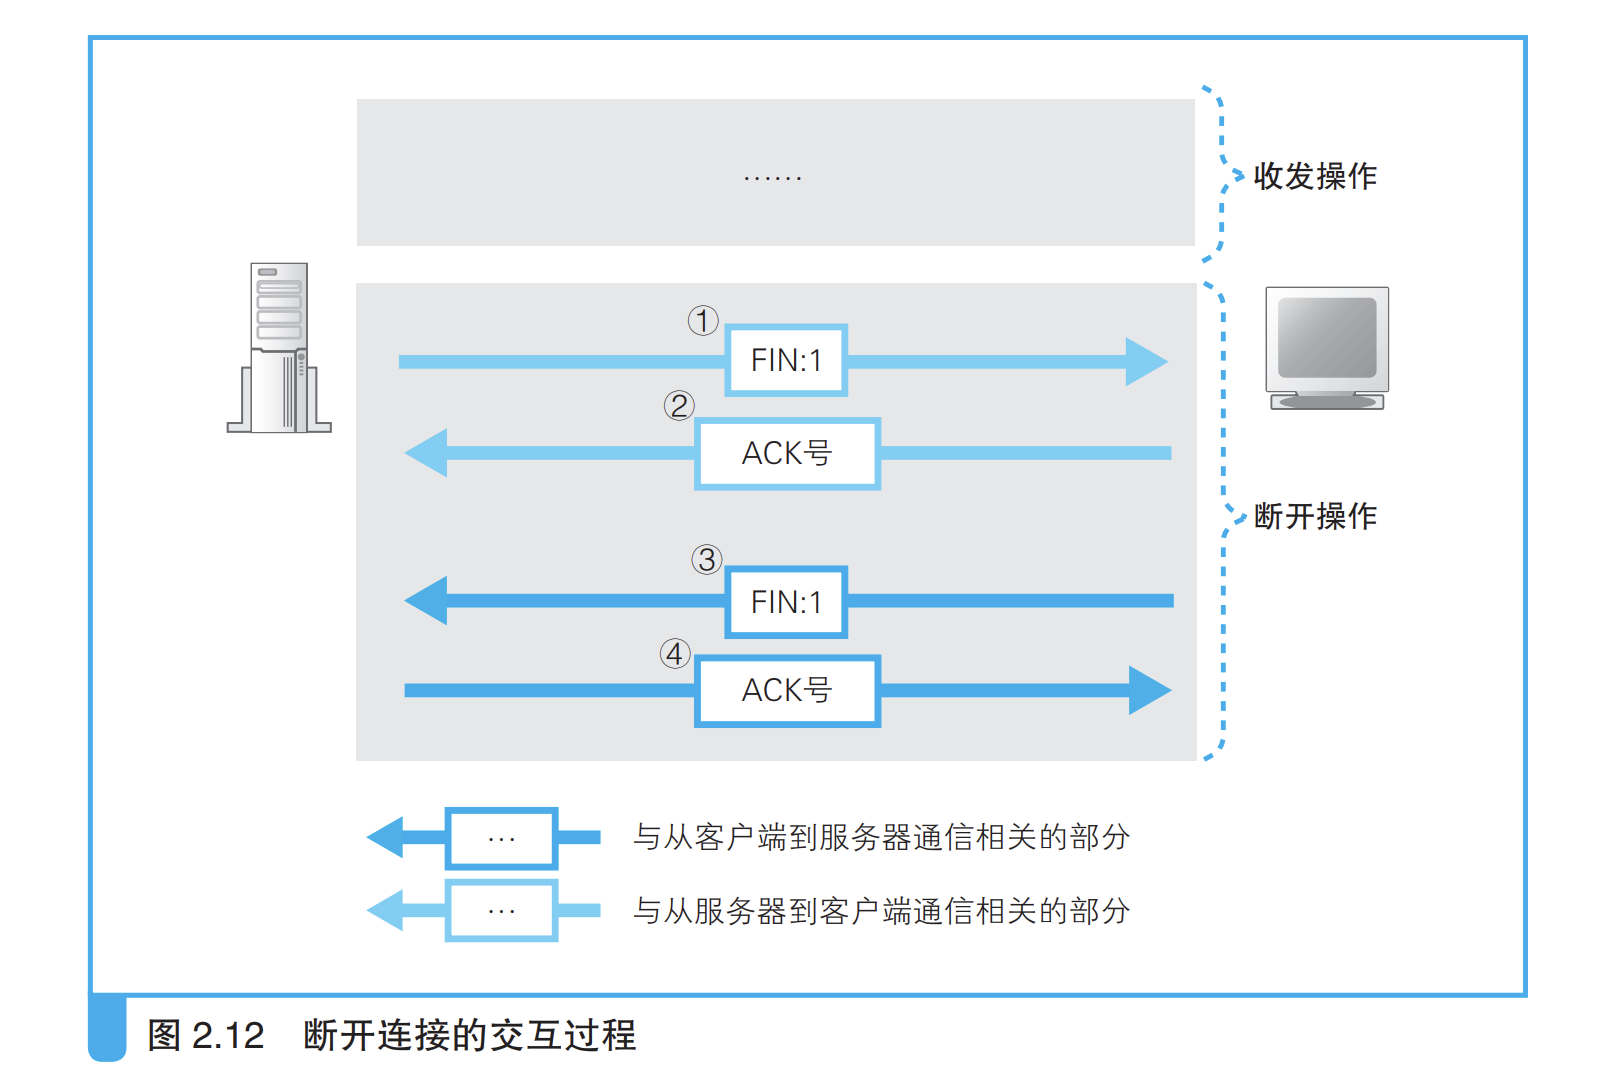 ……
收发操作
①
FIN:1
②
ACK号
断开操作
③
FIN:1
④
ACK号
… 与从客户端到服务器通信相关的部分
… 与从服务器到客户端通信相关的部分
图 2.12 断开连接的交互过程